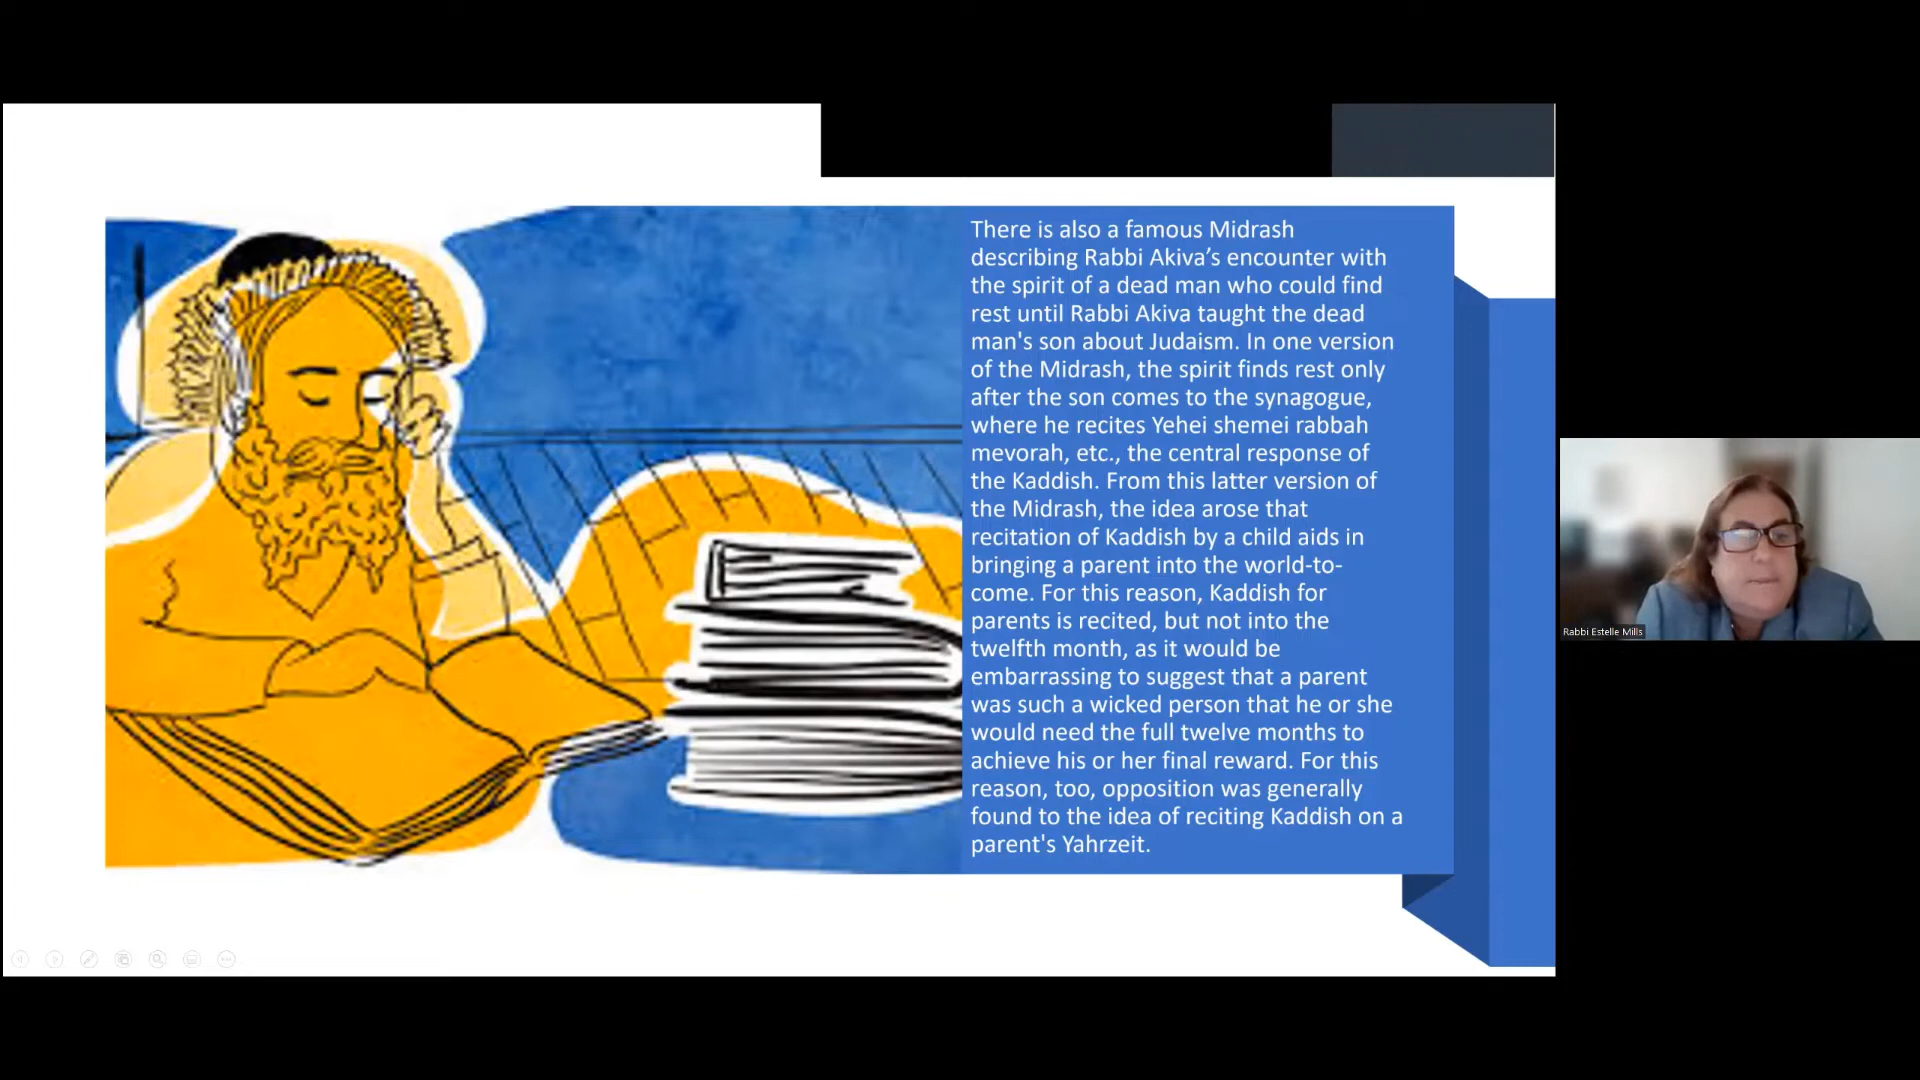 There is also a famous Midrash
describing Rabbi Akiva’s encounter with
the spirit of a dead man who could find
rest until Rabbi Akiva taught the dead
man's son about Judaism. In one version
of the Midrash, the spirit finds rest only
after the son comes to the synagogue,
where he recites Yehei shemei rabbah
mevorah, etc., the central response of
the Kaddish. From this latter version of
the Midrash, the idea arose that
recitation of Kaddish by a child aids in
bringing a parent into the world-to-
come. For this reason, Kaddish for
parents is recited, but not into the
twelfth month, as it would be
embarrassing to suggest that a parent
was such a wicked person that he or she
would need the full twelve months to
achieve his or her final reward. For this
reason, too, opposition was generally
found to the idea of reciting Kaddish on a
parent's Yahrzeit.
Rabbi Estelle Mills